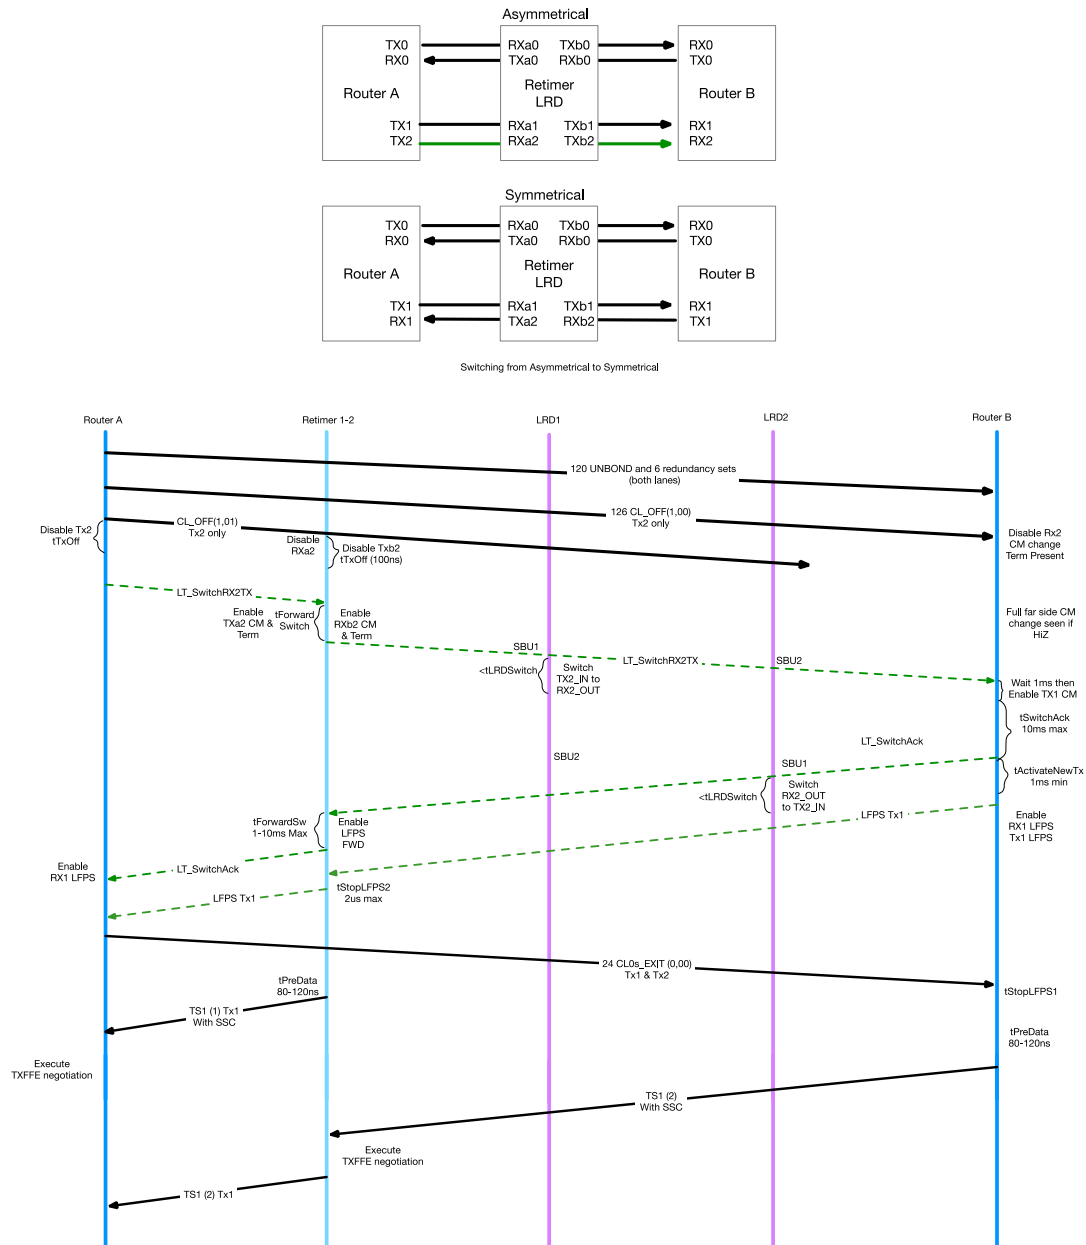 Asymmetrical
TX0
RX0
Router A
TX1
TX2
RXa0
TXa0
TXb0
RXb0
Retimer
LRD
RXa1
RXa2
TXb1
TXb2
RX0
TX0
Router B
RX1
RX2
Symmetrical
TX0
RX0
Router A
TX1
RX1
RXa0
TXa0
TXb0
RXb0
Retimer
LRD
RXa1
TXa2
TXb1
RXb2
RX0
TX0
Router B
RX1
TX1
Switching from Asymmetrical to Symmetrical
Router A
Retimer 1-2
LRD1
LRD2
Router B
120 UNBOND and 6 redundancy sets
(both lanes)
126 CL_OFF(1,00)
Tx2 only
CL_OFF(1,01)
Tx2 only
Disable Tx2
tTxOff
Disable
RXa2
Disable Txb2
tTxOff (100ns)
Disable Rx2
CM change
Term Present
LT_SwitchRX2TX
Enable
TXa2 CM &
Term
tForward
Switch
Enable
RXb2 CM
& Term
Full far side CM
change seen if
HiZ
SBU1
LT_SwitchRX2TX
SBU2
<tLRDSwitch
Switch
TX2_IN to
RX2_OUT
Wait 1ms then
Enable TX1 CM
tSwitchAck
10ms max
LT_SwitchAck
SBU2
SBU1
tActivateNewTx
1ms min
<tLRDSwitch
Switch
RX2_OUT
to TX2_IN
tForwardSw
1-10ms Max
Enable
LFPS
FWD
LFPS Tx1
Enable
RX1 LFPS
Tx1 LFPS
Enable
RX1 LFPS
LT_SwitchAck
LFPS Tx1
tStopLFPS2
2us max
24 CL0s_EXIT (0,00)
Tx1 & Tx2
tStopLFPS1
tPreData
80-120ns
TS1 (1) Tx1
With SSC
tPreData
80-120ns
Execute
TXFFE negotiation
TS1 (2)
With SSC
Execute
TXFFE negotiation
TS1 (2) Tx1